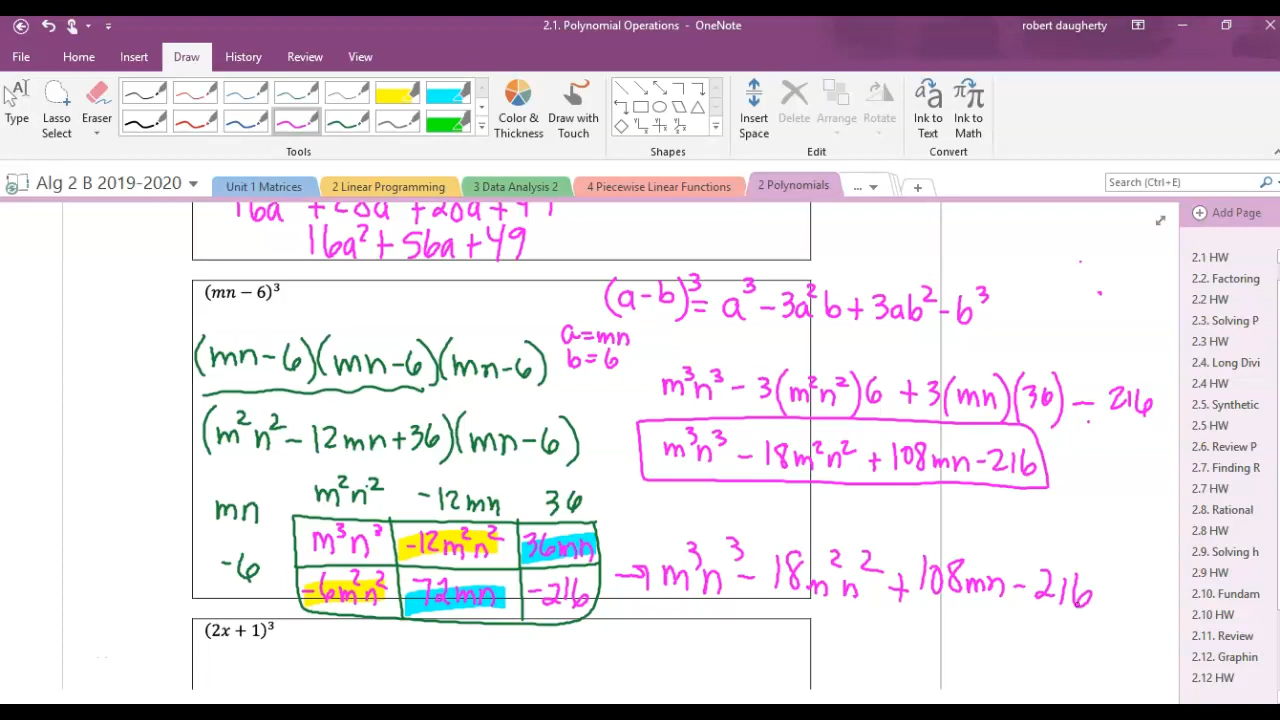 2.1. Polynomial Operations - OneNote
robert daugherty
File Home Insert Draw History Review View
Type
Lasso Select
Eraser
Color & Thickness
Draw with Touch
Insert Space
Delete
Arrange
Rotate
Ink to Text
Ink to Math
Tools
Shapes
Edit
Convert
Alg 2 B 2019-2020
Unit 1 Matrices
2 Linear Programming
3 Data Analysis 2
4 Piecewise Linear Functions
2 Polynomials
...
Search (Ctrl+E)
Add Page
2.1 HW
2.2. Factoring
2.2 HW
2.3. Solving P
2.3 HW
2.4. Long Divi
2.4 HW
2.5. Synthetic
2.5 HW
2.6. Review P
2.7. Finding R
2.7 HW
2.8. Rational
2.8 HW
2.9. Solving h
2.9 HW
2.10. Fundam
2.10 HW
2.11. Review
2.12. Graphin
2.12 HW
16a² + 56a + 49
(mn − 6)³
(mn - 6)(mn - 6)(mn - 6)
a = mn
b = 6
(m²n² - 12mn + 36)(mn - 6)
m²n² -12mn 36
mn m³n³ -12m²n² 36mn
-6 -6m²n² 72mn -216
(a - b)³ = a³ - 3a²b + 3ab² - b³
m³n³ - 3(m²n²)6 + 3(mn)(36) - 216
m³n³ - 18m²n² + 108mn - 216
→ m³n³ - 18m²n² + 108mn - 216
(2x + 1)³